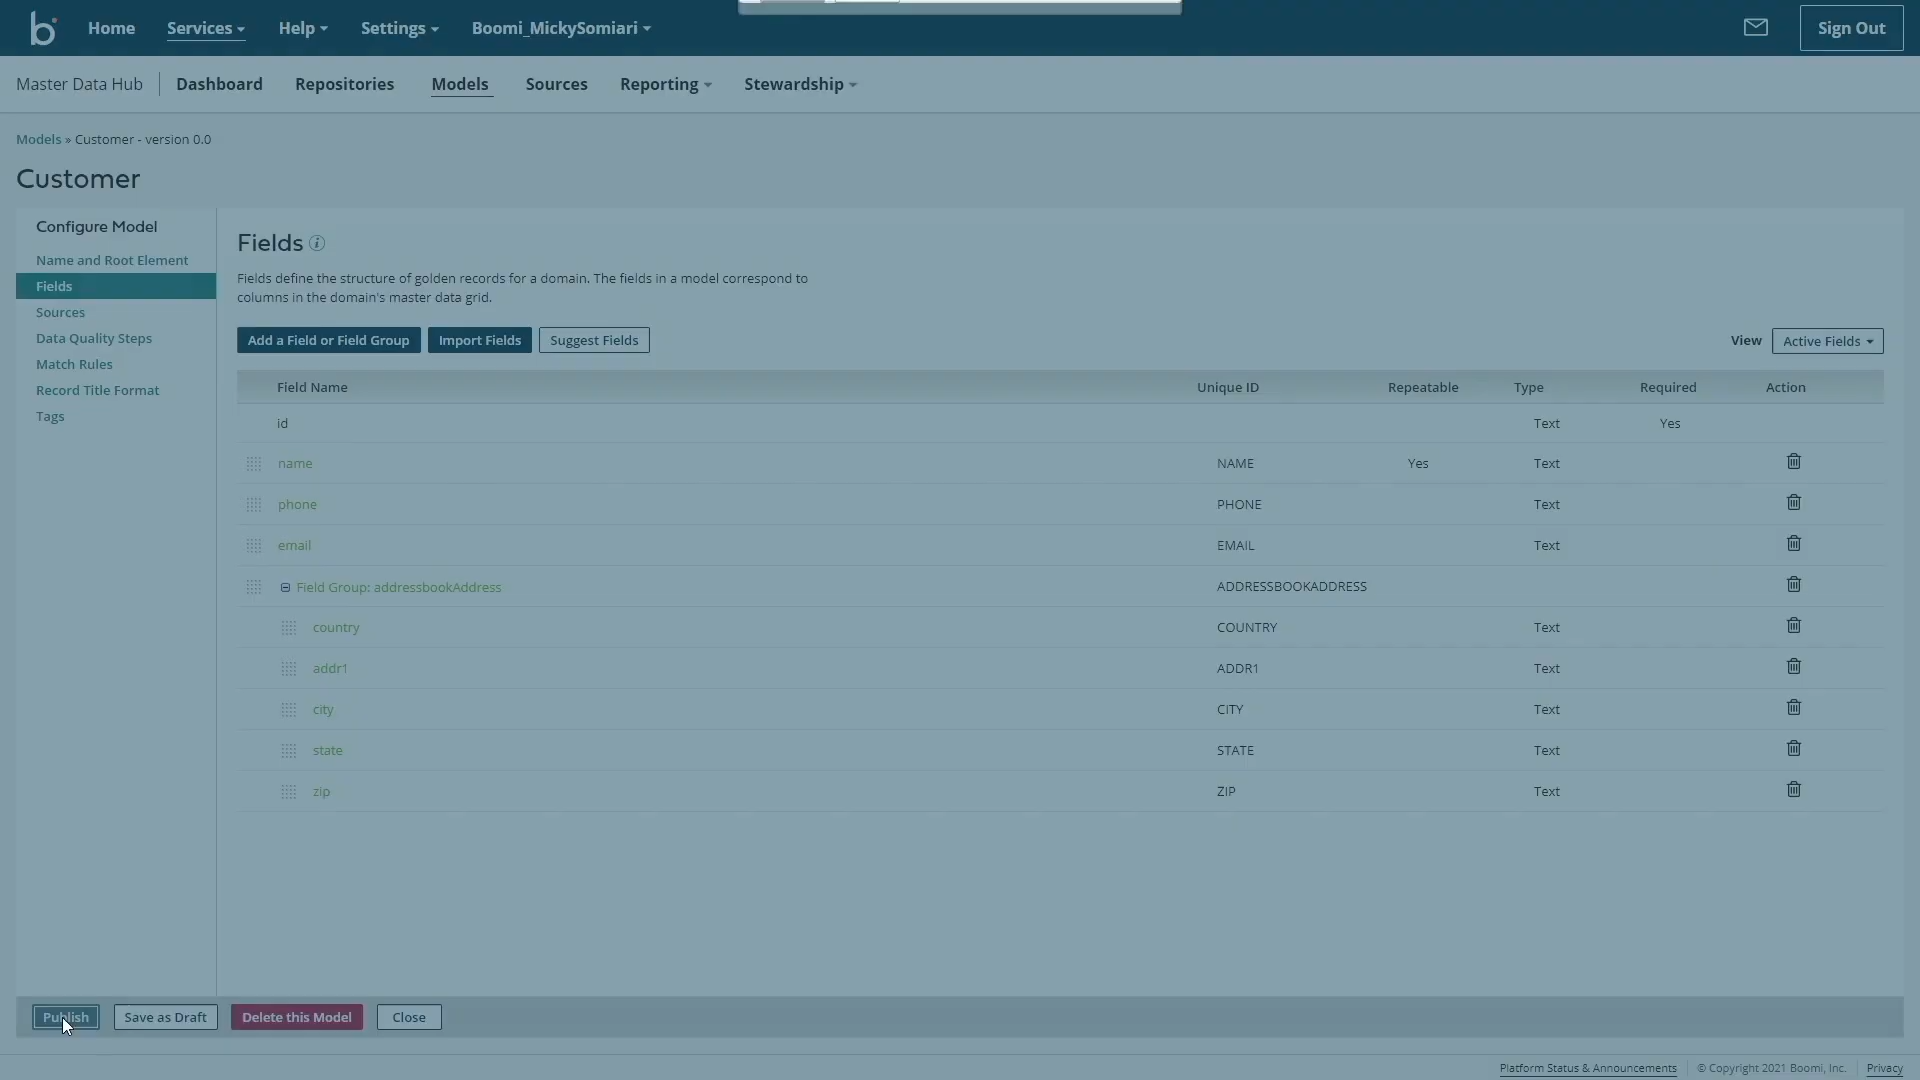 b Home Services Help Settings Boomi_MickySomiari Sign Out
Master Data Hub Dashboard Repositories Models Sources Reporting Stewardship
Models » Customer - version 0.0
Customer
Configure Model
Name and Root Element
Fields
Sources
Data Quality Steps
Match Rules
Record Title Format
Tags
Fields i
Fields define the structure of golden records for a domain. The fields in a model correspond to
columns in the domain's master data grid.
Add a Field or Field Group Import Fields Suggest Fields View Active Fields
Field Name Unique ID Repeatable Type Required Action
id Text Yes
name NAME Yes Text
phone PHONE Text
email EMAIL Text
Field Group: addressbookAddress ADDRESSBOOKADDRESS
country COUNTRY Text
addr1 ADDR1 Text
city CITY Text
state STATE Text
zip ZIP Text
Publish Save as Draft Delete this Model Close
Platform Status & Announcements © Copyright 2021 Boomi, Inc. Privacy